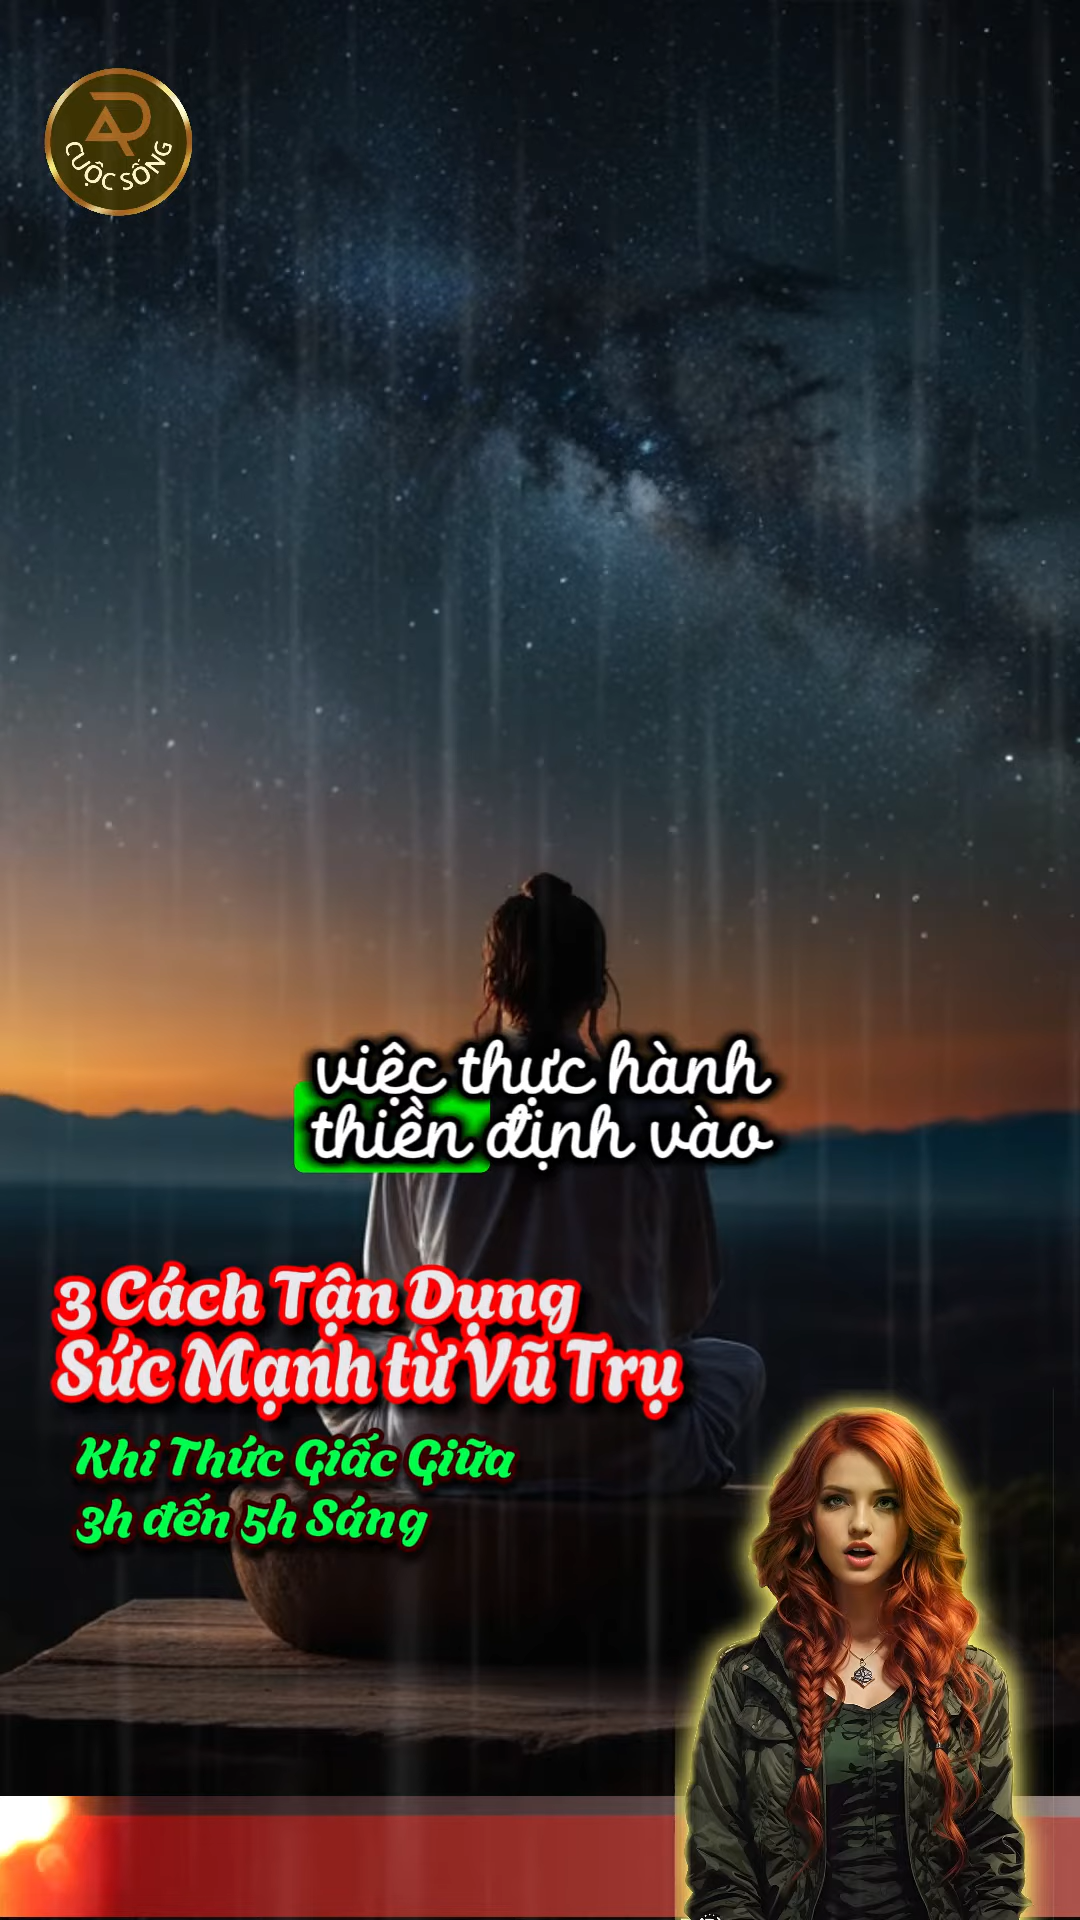 CUỘC SỐNG
việc thực hành
thiền định vào
3 Cách Tận Dụng
Sức Mạnh từ Vũ Trụ
Khi Thức Giấc Giữa
3h đến 5h Sáng